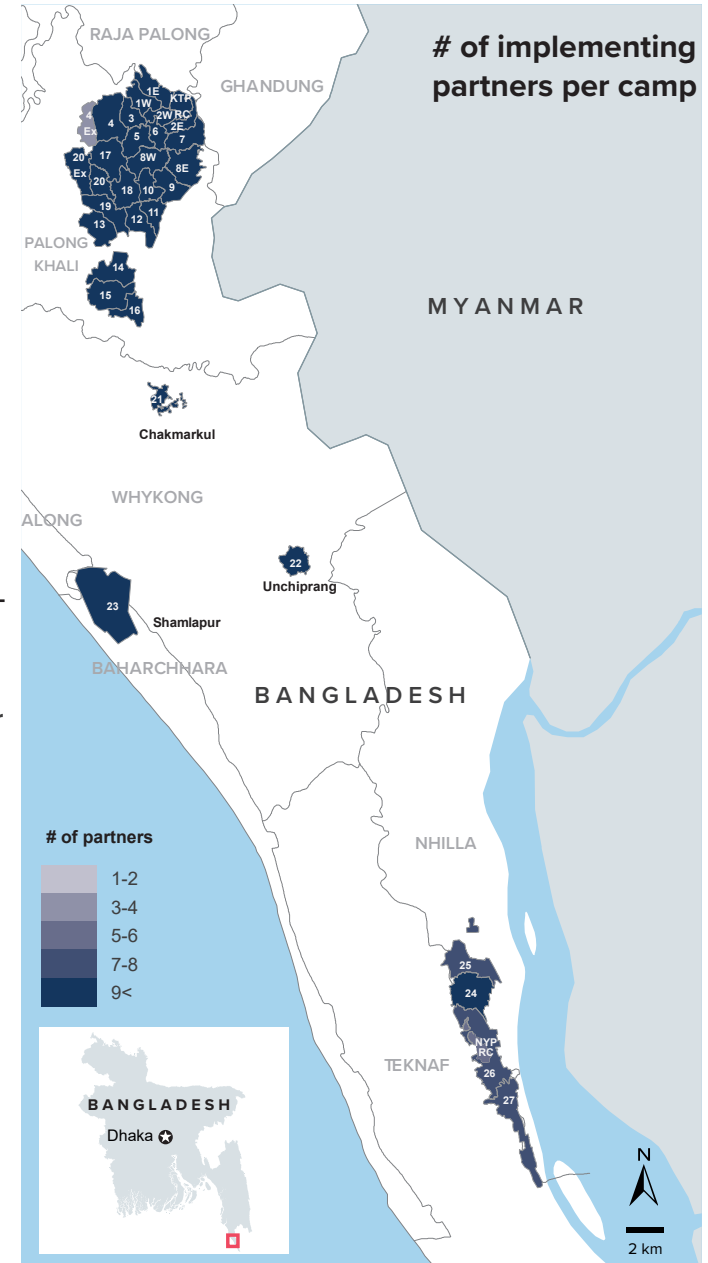 # of implementing
partners per camp
RAJA PALONG
GHANDUNG
1E
1W
KTP
RC
2W
2E
3
4
4
Ex
5
6
7
8W
8E
20
Ex
17
20
18
10
9
19
11
12
13
PALONG
KHALI
14
15
16
MYANMAR
21
Chakmarkul
WHYKONG
ALONG
22
Unchiprang
23
Shamlapur
BAHARCHHARA
BANGLADESH
NHILLA
# of partners
1-2
3-4
5-6
7-8
9<
25
24
NYP
RC
26
27
TEKNAF
BANGLADESH
Dhaka
N
2 km